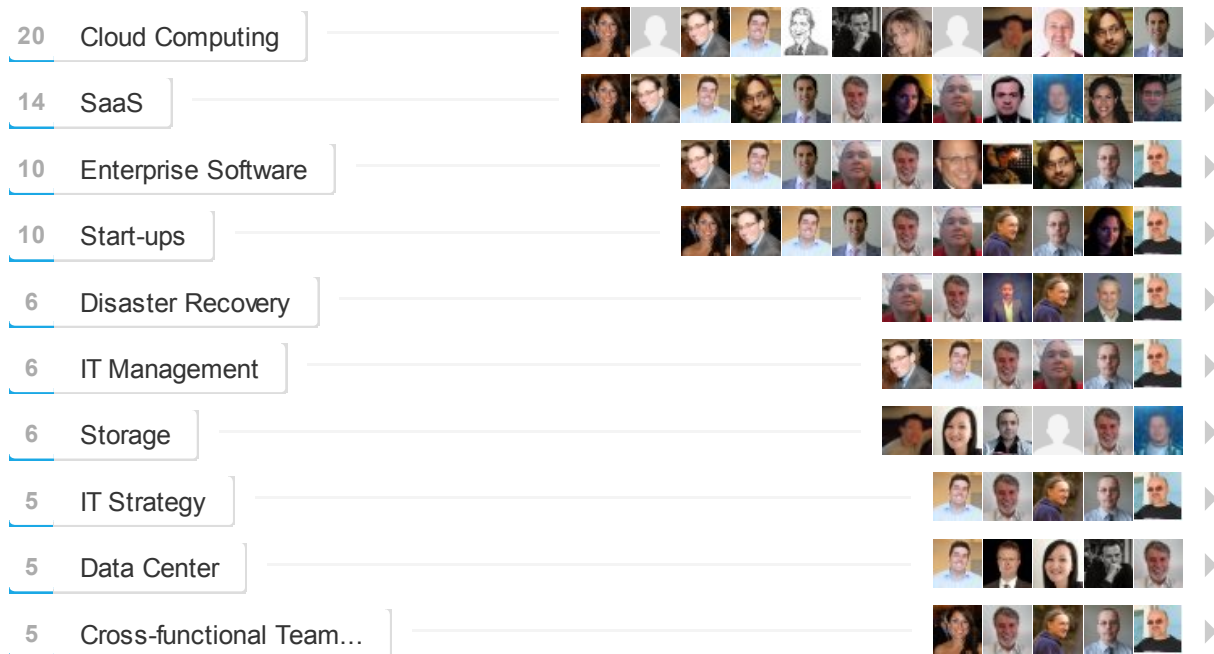 20 Cloud Computing
14 SaaS
10 Enterprise Software
10 Start-ups
6 Disaster Recovery
6 IT Management
6 Storage
5 IT Strategy
5 Data Center
5 Cross-functional Team…